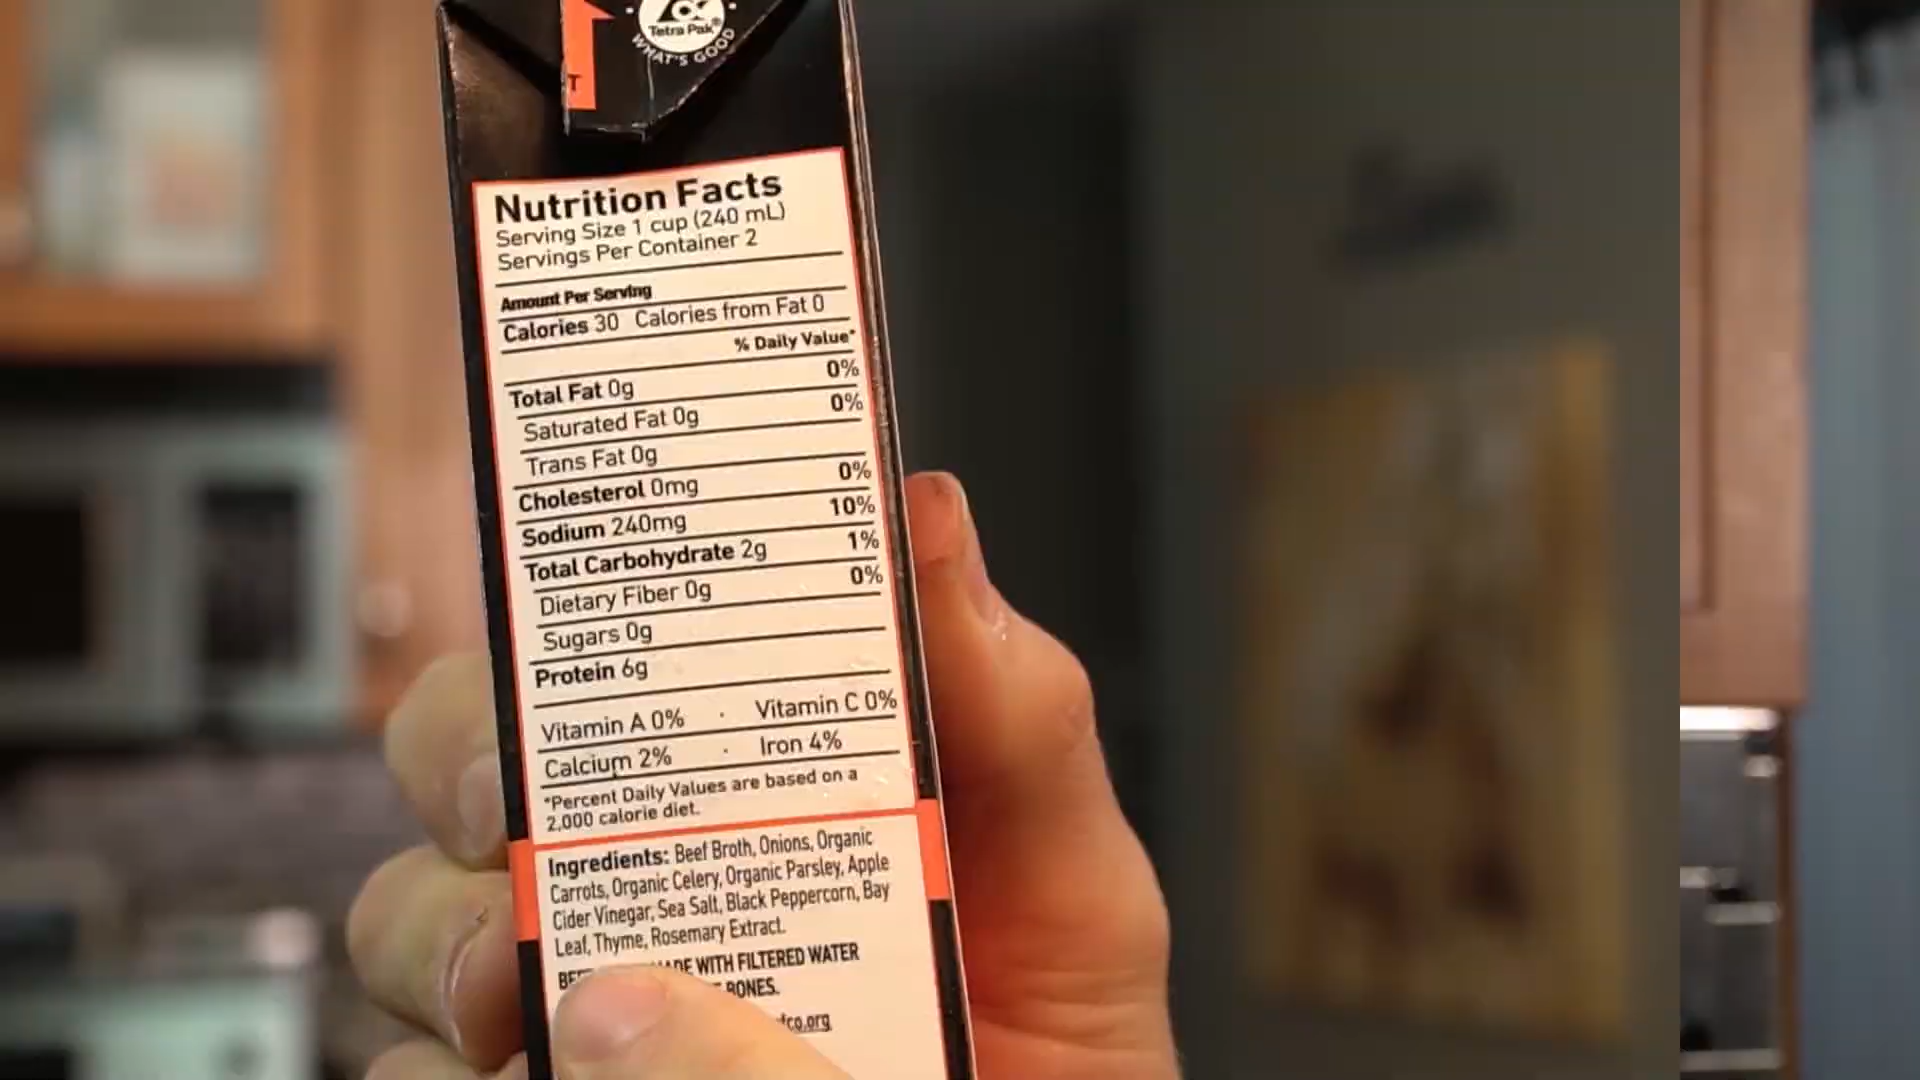 T
Tetra Pak®
WHAT'S GOOD
Nutrition Facts
Serving Size 1 cup (240 mL)
Servings Per Container 2
Amount Per Serving
Calories 30 Calories from Fat 0
% Daily Value*
Total Fat 0g 0%
Saturated Fat 0g 0%
Trans Fat 0g
Cholesterol 0mg 0%
Sodium 240mg 10%
Total Carbohydrate 2g 1%
Dietary Fiber 0g 0%
Sugars 0g
Protein 6g
Vitamin A 0% · Vitamin C 0%
Calcium 2% · Iron 4%
*Percent Daily Values are based on a
2,000 calorie diet.
Ingredients: Beef Broth, Onions, Organic
Carrots, Organic Celery, Organic Parsley, Apple
Cider Vinegar, Sea Salt, Black Peppercorn, Bay
Leaf, Thyme, Rosemary Extract.
WITH FILTERED WATER
BONES.